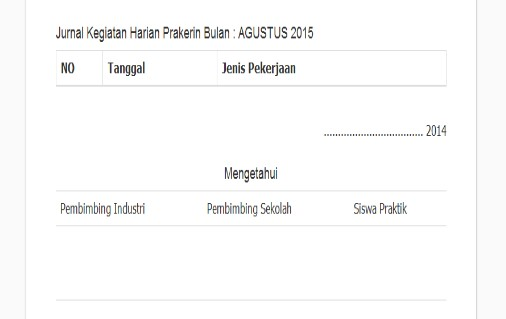 Jurnal Kegiatan Harian Prakerin Bulan : AGUSTUS 2015
NO Tanggal Jenis Pekerjaan
................................... 2014
Mengetahui
Pembimbing Industri Pembimbing Sekolah Siswa Praktik